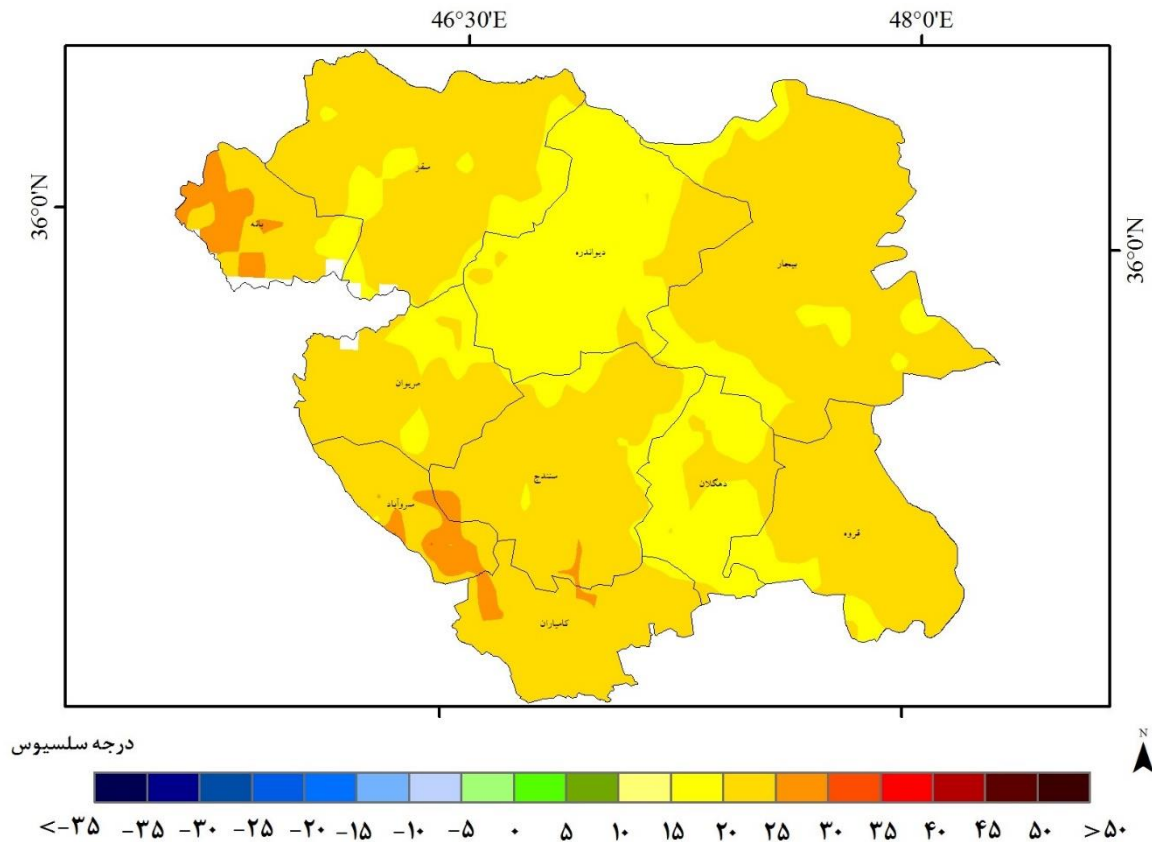 46°30'E 48°0'E
36°0'N
36°0'N
سقز
بانه
دیواندره
بیجار
مریوان
سنندج
دهگلان
سروآباد
قروه
کامیاران
درجه سلسیوس
N
<-۳۵ -۳۵ -۳۰ -۲۵ -۲۰ -۱۵ -۱۰ -۵ ۰ ۵ ۱۰ ۱۵ ۲۰ ۲۵ ۳۰ ۳۵ ۴۰ ۴۵ ۵۰ >۵۰